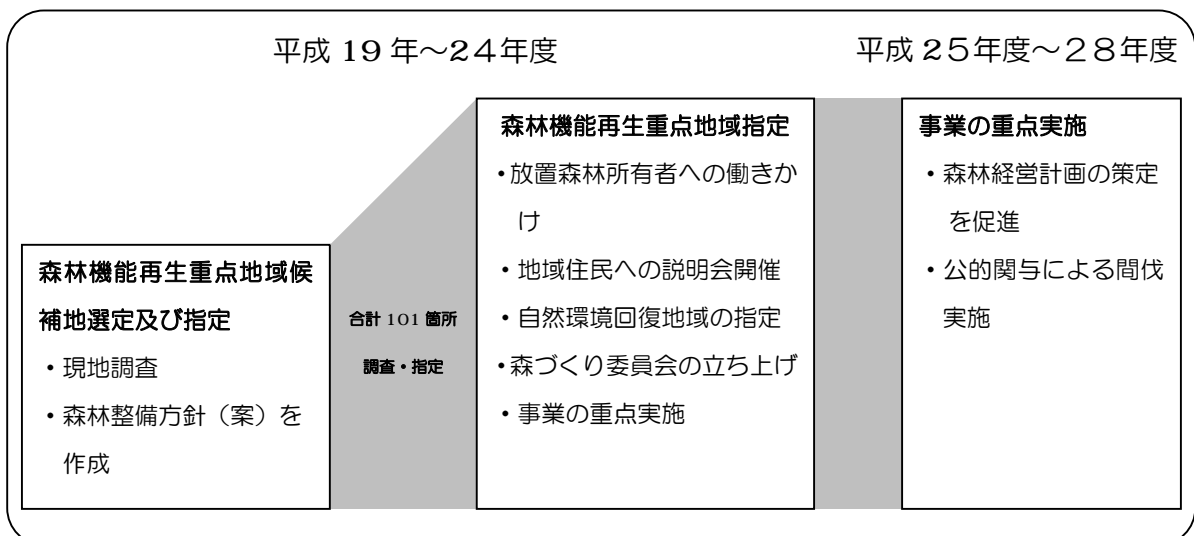 平成 19 年～2４年度
平成 2５年度～２８年度
森林機能再生重点地域候
補地選定及び指定
・現地調査
・森林整備方針（案）を
作成
合計 101 箇所
調査・指定
森林機能再生重点地域指定
・放置森林所有者への働きか
け
・地域住民への説明会開催
・自然環境回復地域の指定
・森づくり委員会の立ち上げ
・事業の重点実施
事業の重点実施
・森林経営計画の策定
を促進
・公的関与による間伐
実施